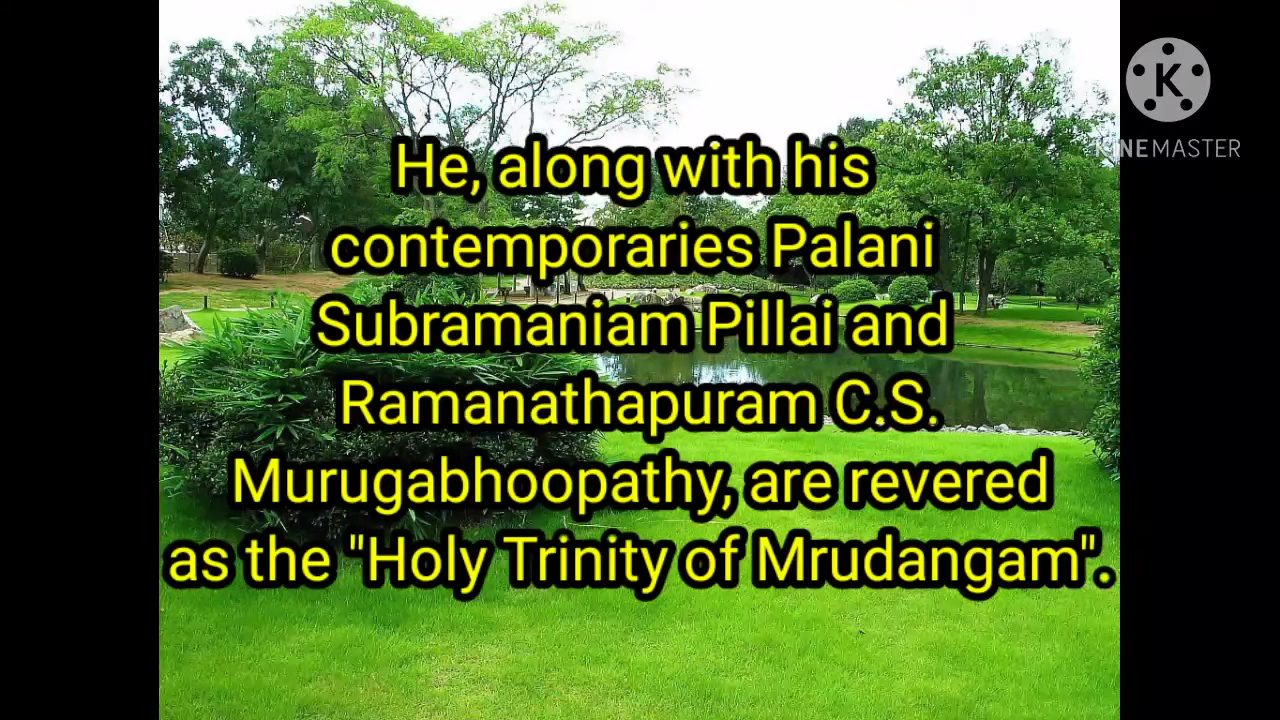 He, along with his
contemporaries Palani
Subramaniam Pillai and
Ramanathapuram C.S.
Murugabhoopathy, are revered
as the "Holy Trinity of Mrudangam".
K
KINEMASTER